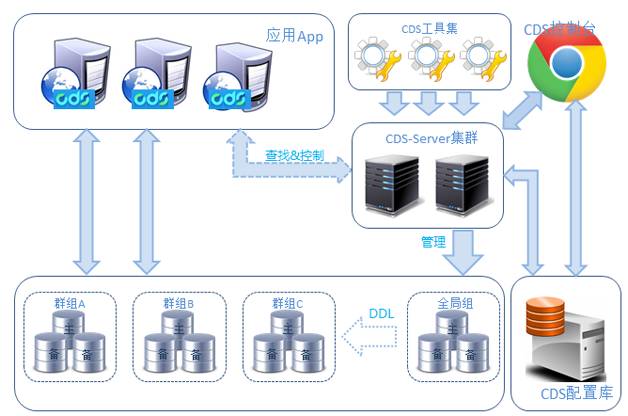 应用App
CDS工具集
CDS控制台
cds
cds
cds
查找&控制
CDS-Server集群
管理
群组A
群组B
群组C
DDL
全局组
主
备
备
主
备
备
主
备
备
主
备
备
CDS配置库